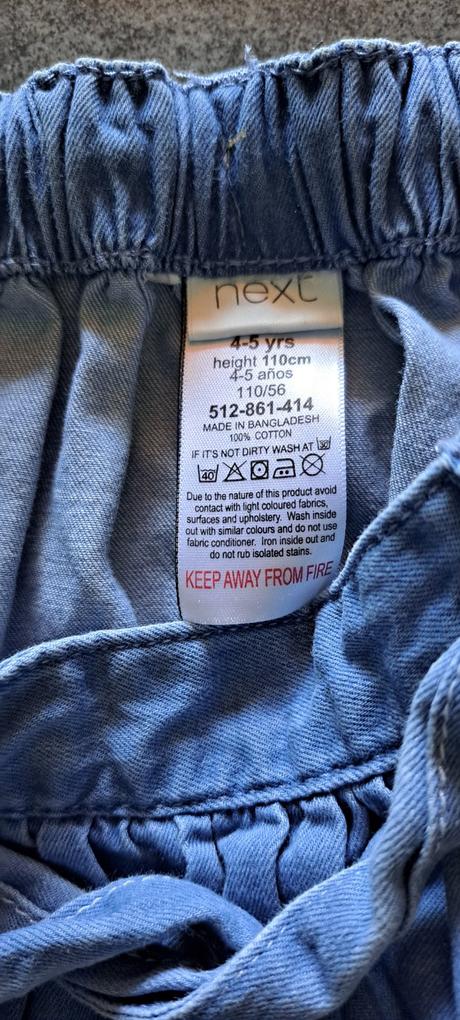 next
4-5 yrs
height 110cm
4-5 años
110/56
512-861-414
MADE IN BANGLADESH
100% COTTON
IF IT'S NOT DIRTY WASH AT 30
40
Due to the nature of this product avoid
contact with light coloured fabrics,
surfaces and upholstery. Wash inside
out with similar colours and do not use
fabric conditioner. Iron inside out and
do not rub isolated stains.
KEEP AWAY FROM FIRE